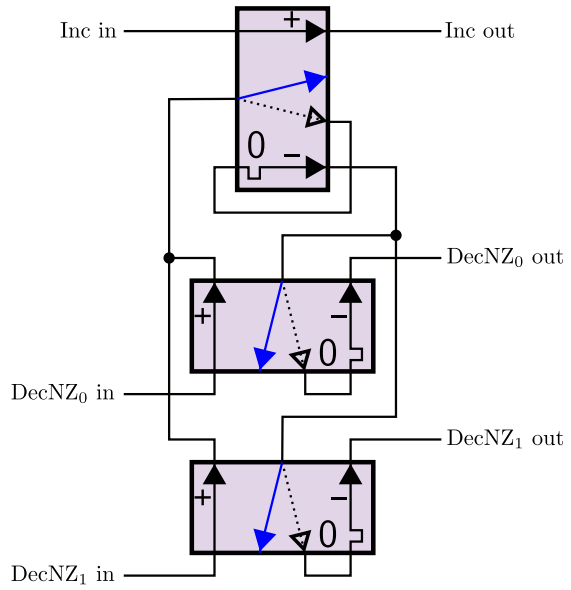 Inc in + Inc out
0 −
DecNZ₀ out
+ − 0
DecNZ₀ in
DecNZ₁ out
+ − 0
DecNZ₁ in